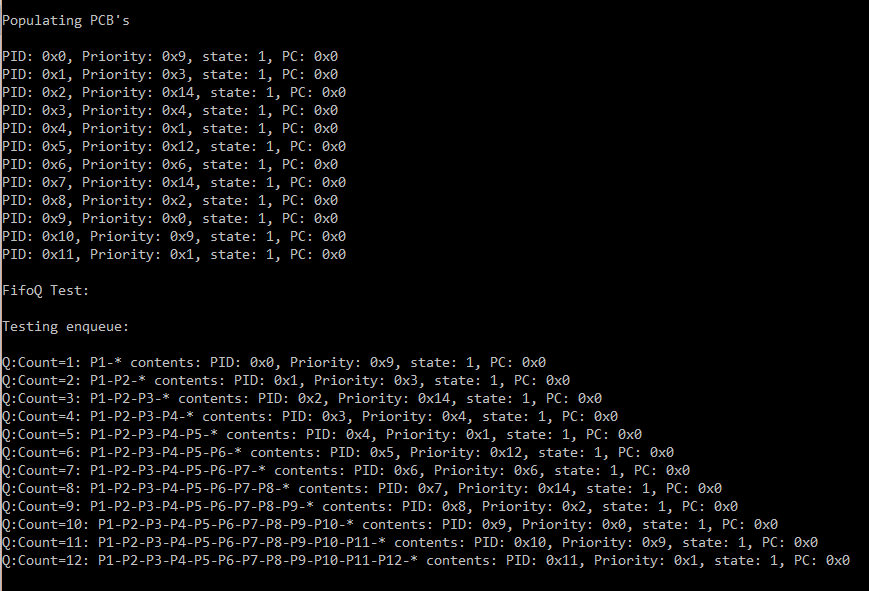 Populating PCB's
PID: 0x0, Priority: 0x9, state: 1, PC: 0x0
PID: 0x1, Priority: 0x3, state: 1, PC: 0x0
PID: 0x2, Priority: 0x14, state: 1, PC: 0x0
PID: 0x3, Priority: 0x4, state: 1, PC: 0x0
PID: 0x4, Priority: 0x1, state: 1, PC: 0x0
PID: 0x5, Priority: 0x12, state: 1, PC: 0x0
PID: 0x6, Priority: 0x6, state: 1, PC: 0x0
PID: 0x7, Priority: 0x14, state: 1, PC: 0x0
PID: 0x8, Priority: 0x2, state: 1, PC: 0x0
PID: 0x9, Priority: 0x0, state: 1, PC: 0x0
PID: 0x10, Priority: 0x9, state: 1, PC: 0x0
PID: 0x11, Priority: 0x1, state: 1, PC: 0x0
FifoQ Test:
Testing enqueue:
Q:Count=1: P1-* contents: PID: 0x0, Priority: 0x9, state: 1, PC: 0x0
Q:Count=2: P1-P2-* contents: PID: 0x1, Priority: 0x3, state: 1, PC: 0x0
Q:Count=3: P1-P2-P3-* contents: PID: 0x2, Priority: 0x14, state: 1, PC: 0x0
Q:Count=4: P1-P2-P3-P4-* contents: PID: 0x3, Priority: 0x4, state: 1, PC: 0x0
Q:Count=5: P1-P2-P3-P4-P5-* contents: PID: 0x4, Priority: 0x1, state: 1, PC: 0x0
Q:Count=6: P1-P2-P3-P4-P5-P6-* contents: PID: 0x5, Priority: 0x12, state: 1, PC: 0x0
Q:Count=7: P1-P2-P3-P4-P5-P6-P7-* contents: PID: 0x6, Priority: 0x6, state: 1, PC: 0x0
Q:Count=8: P1-P2-P3-P4-P5-P6-P7-P8-* contents: PID: 0x7, Priority: 0x14, state: 1, PC: 0x0
Q:Count=9: P1-P2-P3-P4-P5-P6-P7-P8-P9-* contents: PID: 0x8, Priority: 0x2, state: 1, PC: 0x0
Q:Count=10: P1-P2-P3-P4-P5-P6-P7-P8-P9-P10-* contents: PID: 0x9, Priority: 0x0, state: 1, PC: 0x0
Q:Count=11: P1-P2-P3-P4-P5-P6-P7-P8-P9-P10-P11-* contents: PID: 0x10, Priority: 0x9, state: 1, PC: 0x0
Q:Count=12: P1-P2-P3-P4-P5-P6-P7-P8-P9-P10-P11-P12-* contents: PID: 0x11, Priority: 0x1, state: 1, PC: 0x0